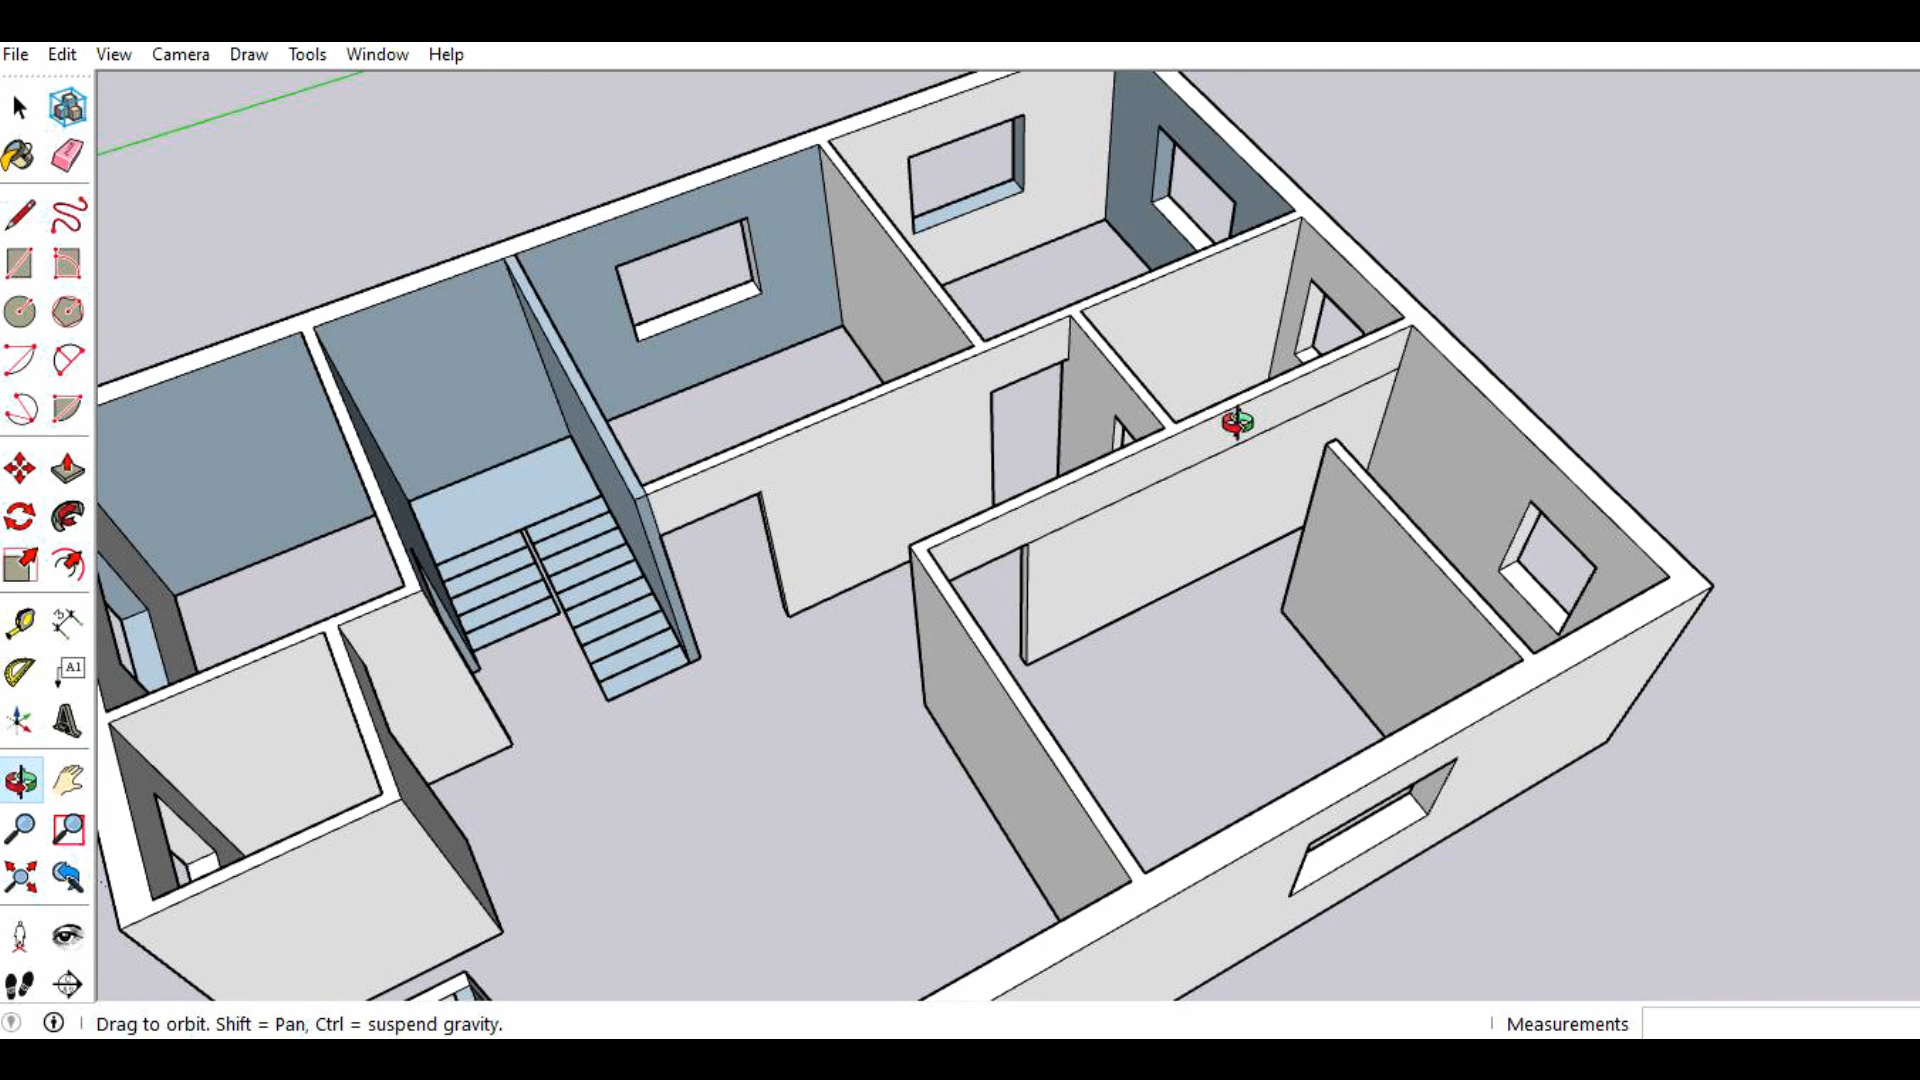 File Edit View Camera Draw Tools Window Help
A1
Drag to orbit. Shift = Pan, Ctrl = suspend gravity.
Measurements